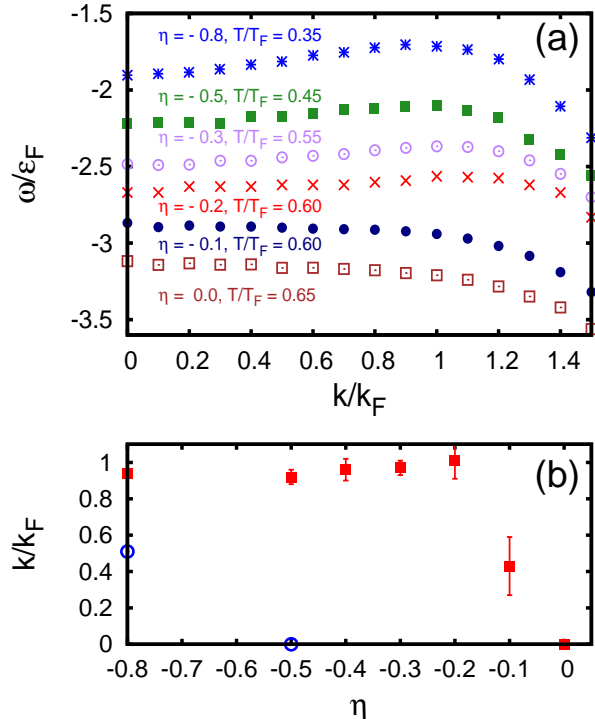 -1.5
η = - 0.8, T/T_F = 0.35
(a)
-2
η = - 0.5, T/T_F = 0.45
η = - 0.3, T/T_F = 0.55
ω/ε_F
-2.5
η = - 0.2, T/T_F = 0.60
-3
η = - 0.1, T/T_F = 0.60
η = 0.0, T/T_F = 0.65
-3.5
0 0.2 0.4 0.6 0.8 1 1.2 1.4
k/k_F
1
(b)
0.8
0.6
k/k_F
0.4
0.2
0
-0.8 -0.7 -0.6 -0.5 -0.4 -0.3 -0.2 -0.1 0
η